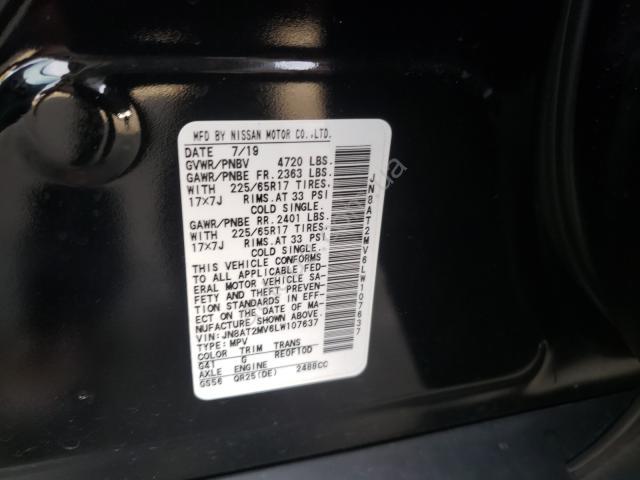 MFD BY NISSAN MOTOR CO.,LTD.
DATE 7/19
GVWR/PNBV 4720 LBS.
GAWR/PNBE FR. 2363 LBS.
WITH 225/65R17 TIRES.
17×7J RIMS.AT 33 PSI
COLD SINGLE.
GAWR/PNBE RR. 2401 LBS.
WITH 225/65R17 TIRES.
17×7J RIMS.AT 33 PSI
COLD SINGLE.
THIS VEHICLE CONFORMS
TO ALL APPLICABLE FED-
ERAL MOTOR VEHICLE SA-
FETY AND THEFT PREVEN-
TION STANDARDS IN EFF-
ECT ON THE DATE OF MA-
NUFACTURE SHOWN ABOVE.
VIN: JN8AT2MV6LW107637
TYPE: MPV
COLOR TRIM TRANS
G41 G RE0F10D
AXLE ENGINE
GS56 QR25(DE) 2488CC
JN8AT2MV6LW107637